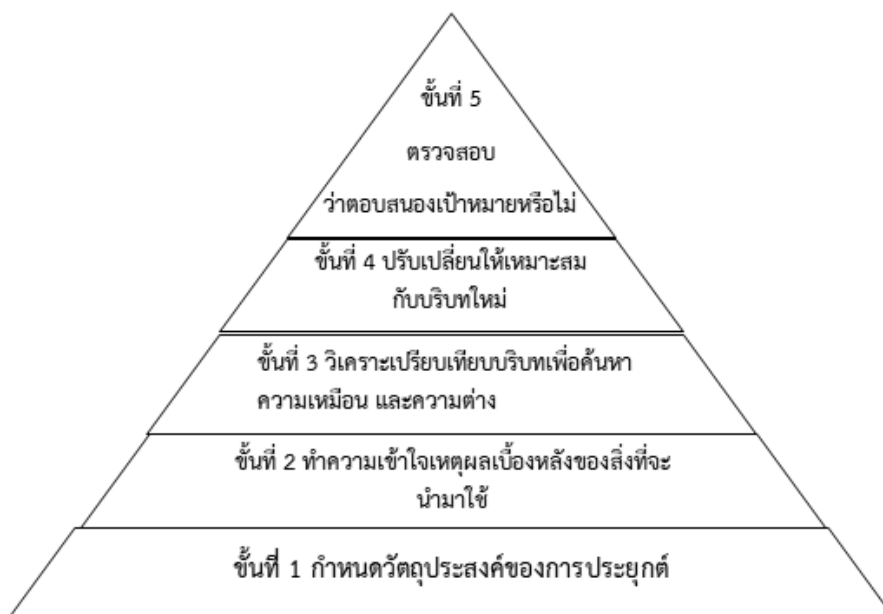 ขั้นที่ 5
ตรวจสอบ
ว่าตอบสนองเป้าหมายหรือไม่
ขั้นที่ 4 ปรับเปลี่ยนให้เหมาะสม
กับบริบทใหม่
ขั้นที่ 3 วิเคราะเปรียบเทียบบริบทเพื่อค้นหา
ความเหมือน และความต่าง
ขั้นที่ 2 ทำความเข้าใจเหตุผลเบื้องหลังของสิ่งที่จะ
นำมาใช้
ขั้นที่ 1 กำหนดวัตถุประสงค์ของการประยุกต์